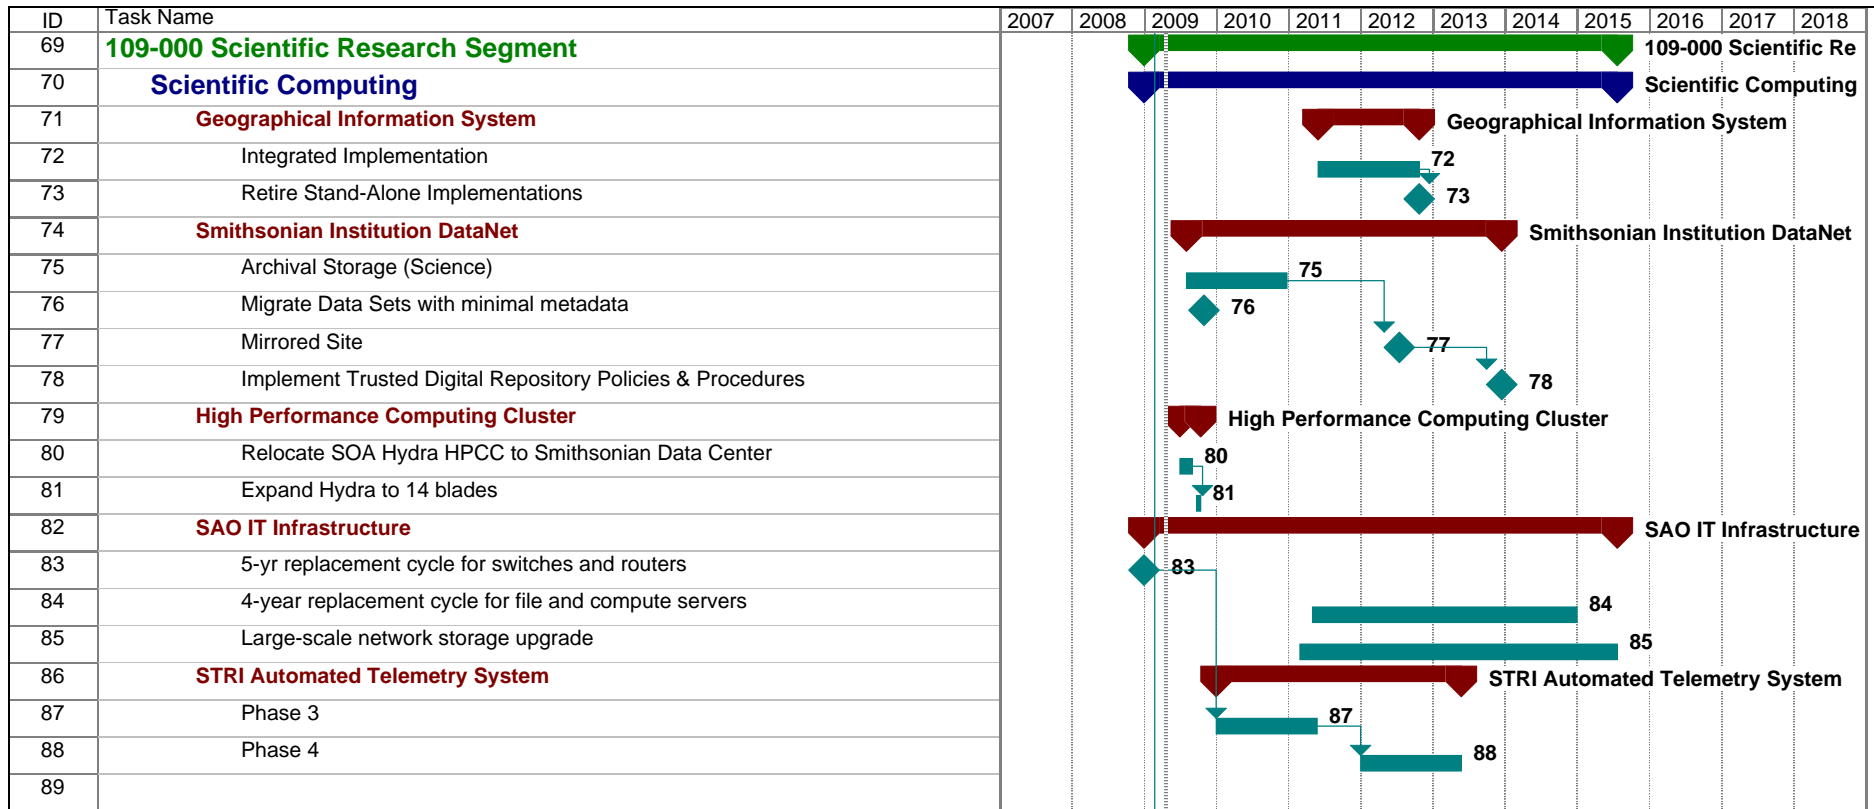 ID Task Name 2007 2008 2009 2010 2011 2012 2013 2014 2015 2016 2017 2018
69 109-000 Scientific Research Segment 109-000 Scientific Re
70 Scientific Computing Scientific Computing
71 Geographical Information System Geographical Information System
72 Integrated Implementation 72
73 Retire Stand-Alone Implementations 73
74 Smithsonian Institution DataNet Smithsonian Institution DataNet
75 Archival Storage (Science) 75
76 Migrate Data Sets with minimal metadata 76
77 Mirrored Site 77
78 Implement Trusted Digital Repository Policies & Procedures 78
79 High Performance Computing Cluster High Performance Computing Cluster
80 Relocate SOA Hydra HPCC to Smithsonian Data Center 80
81 Expand Hydra to 14 blades 81
82 SAO IT Infrastructure SAO IT Infrastructure
83 5-yr replacement cycle for switches and routers 83
84 4-year replacement cycle for file and compute servers 84
85 Large-scale network storage upgrade 85
86 STRI Automated Telemetry System STRI Automated Telemetry System
87 Phase 3 87
88 Phase 4 88
89